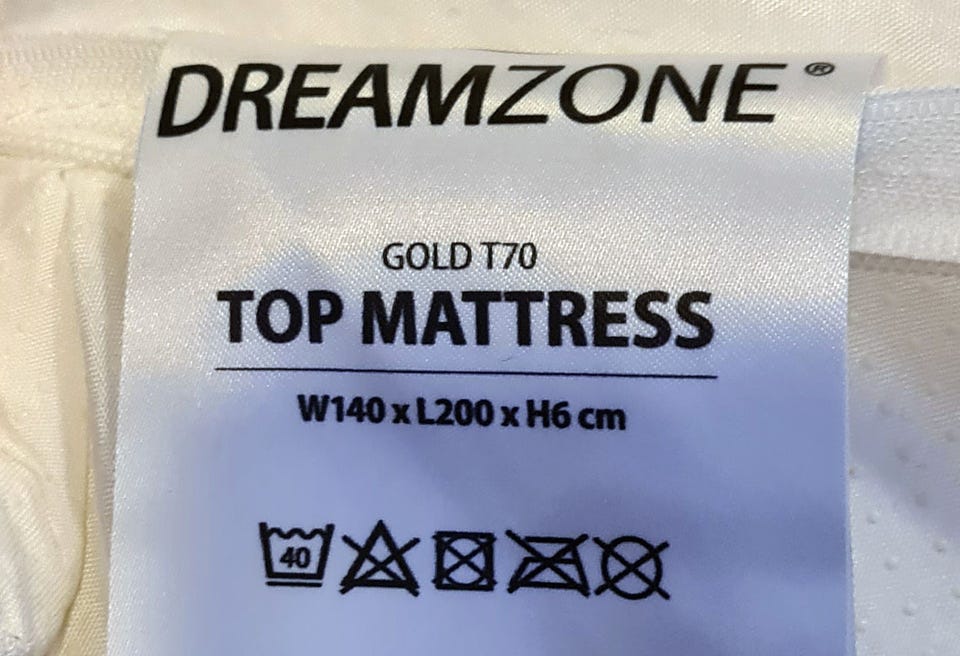 DREAMZONE®
GOLD T70
TOP MATTRESS
W140 x L200 x H6 cm
40